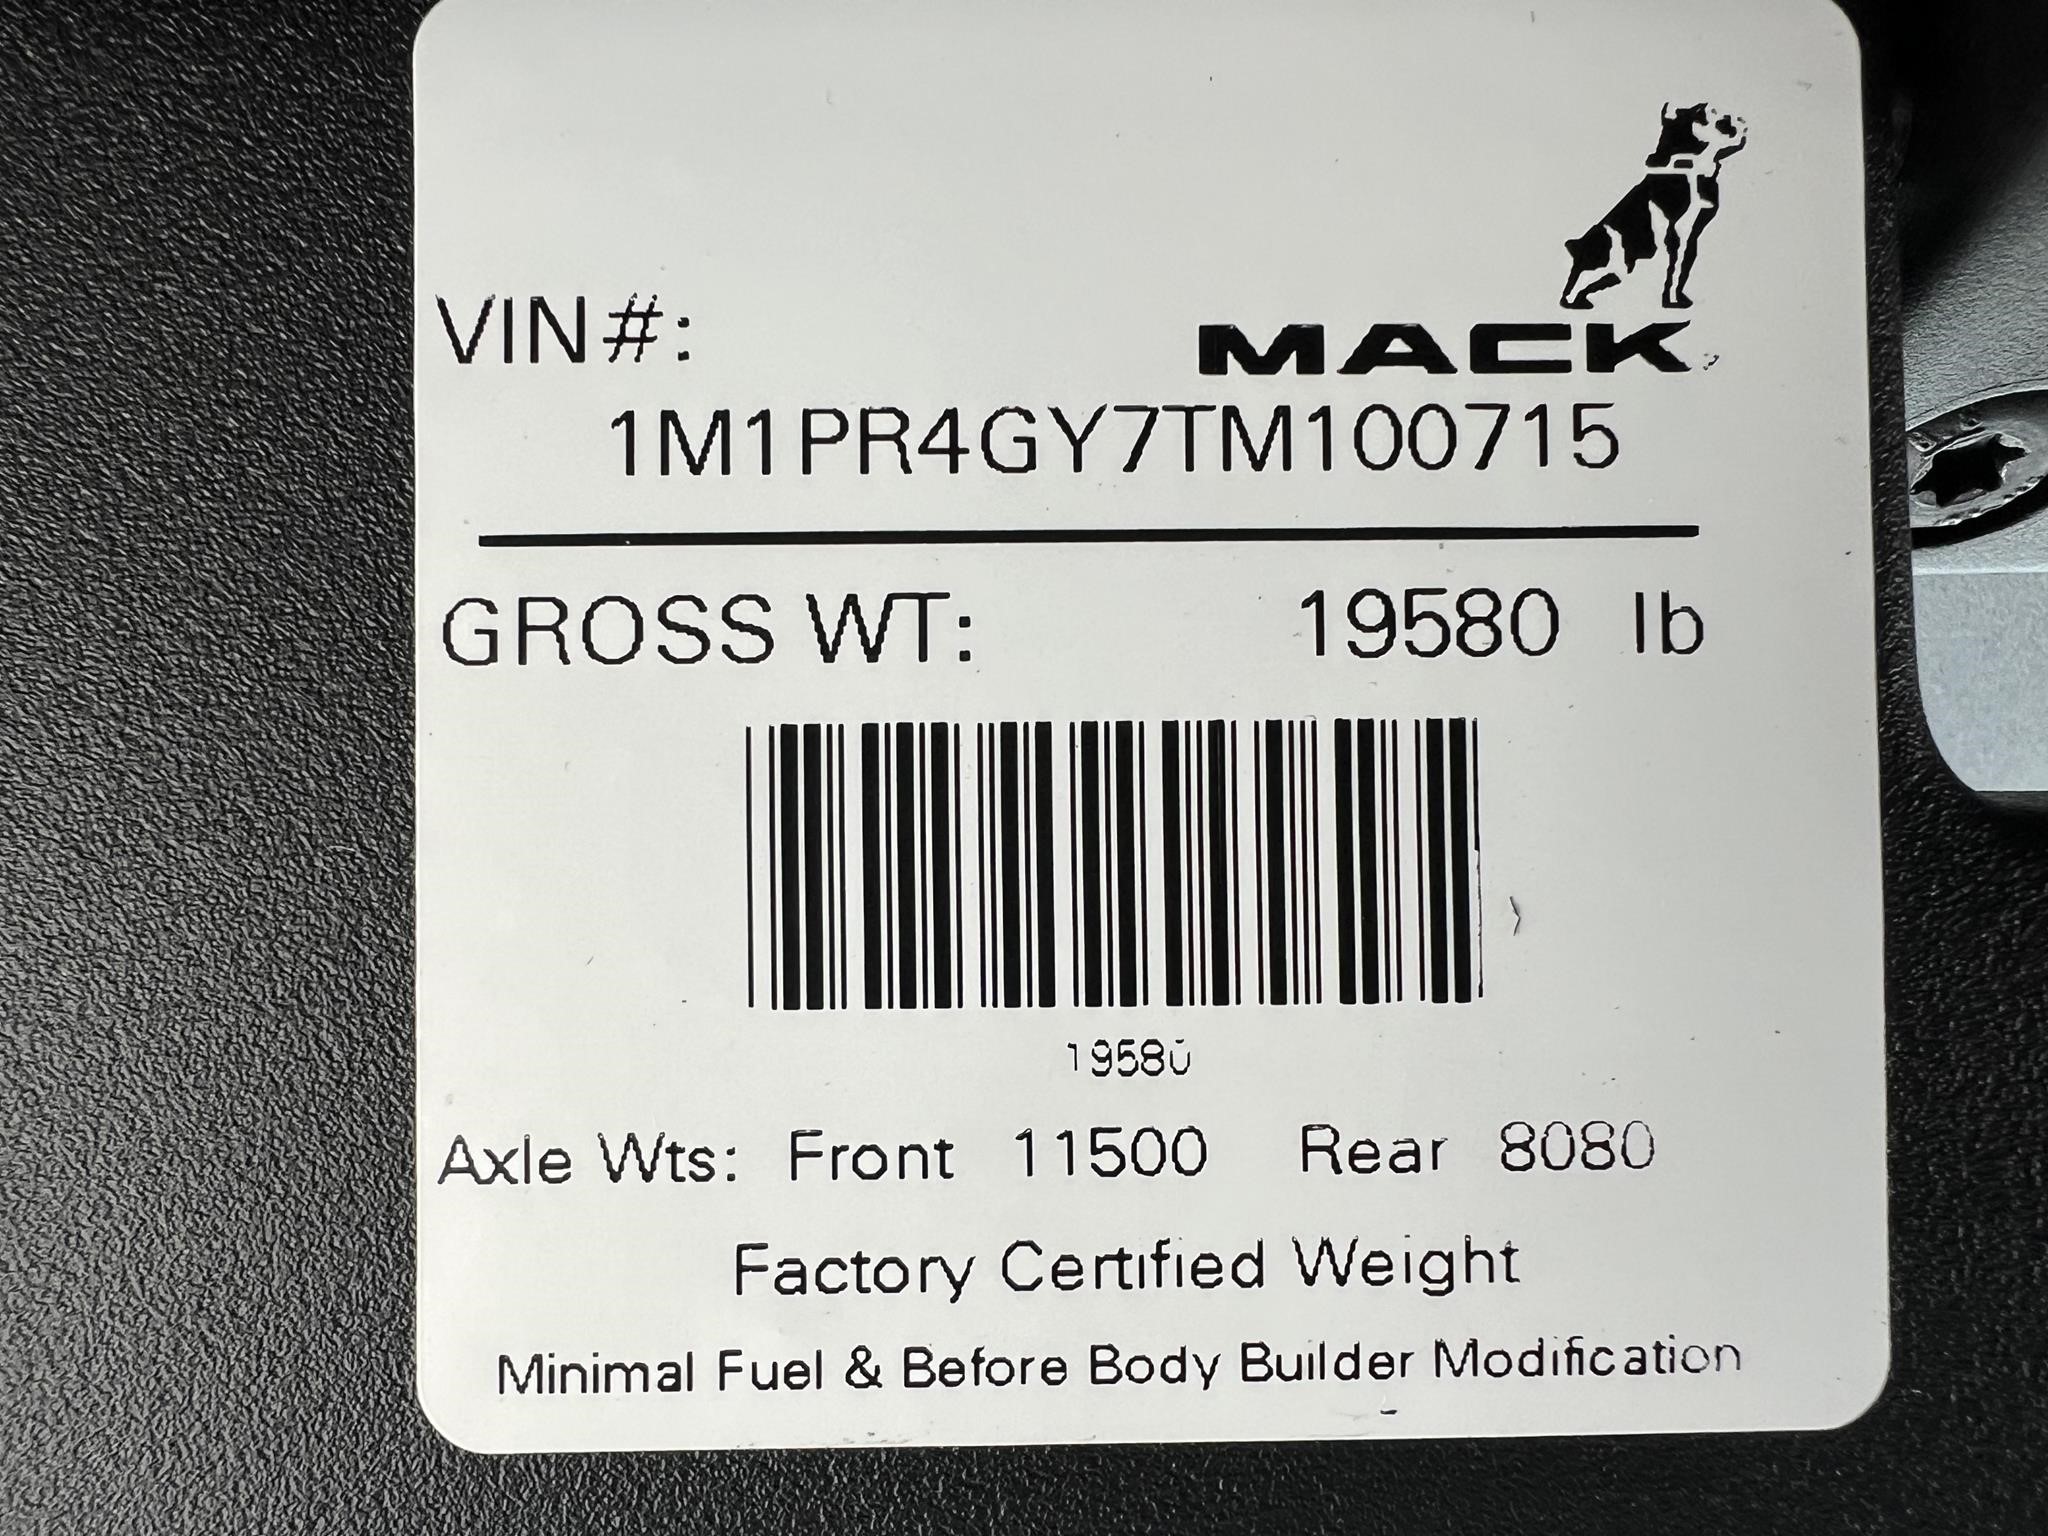 VIN#:
MACK
1M1PR4GY7TM100715
GROSS WT: 19580 lb
19580
Axle Wts: Front 11500 Rear 8080
Factory Certified Weight
Minimal Fuel & Before Body Builder Modification